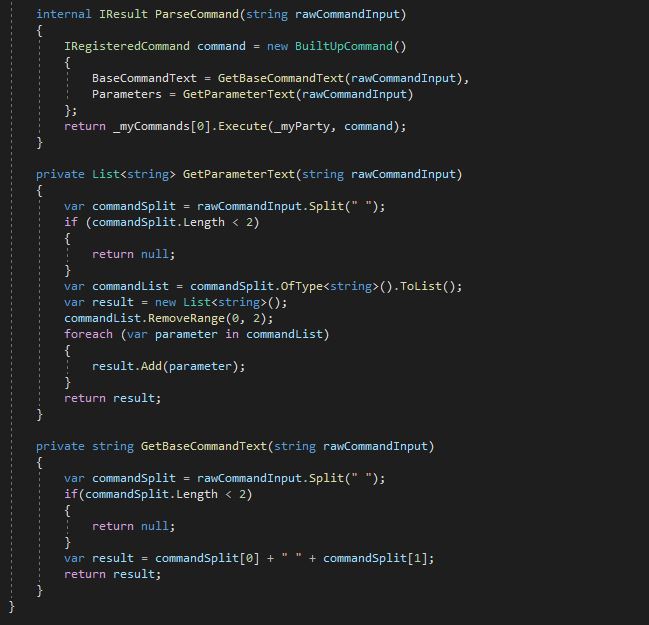 internal IResult ParseCommand(string rawCommandInput)
{
    IRegisteredCommand command = new BuiltUpCommand()
    {
        BaseCommandText = GetBaseCommandText(rawCommandInput),
        Parameters = GetParameterText(rawCommandInput)
    };
    return _myCommands[0].Execute(_myParty, command);
}

private List<string> GetParameterText(string rawCommandInput)
{
    var commandSplit = rawCommandInput.Split(" ");
    if (commandSplit.Length < 2)
    {
        return null;
    }
    var commandList = commandSplit.OfType<string>().ToList();
    var result = new List<string>();
    commandList.RemoveRange(0, 2);
    foreach (var parameter in commandList)
    {
        result.Add(parameter);
    }
    return result;
}

private string GetBaseCommandText(string rawCommandInput)
{
    var commandSplit = rawCommandInput.Split(" ");
    if(commandSplit.Length < 2)
    {
        return null;
    }
    var result = commandSplit[0] + " " + commandSplit[1];
    return result;
}
}